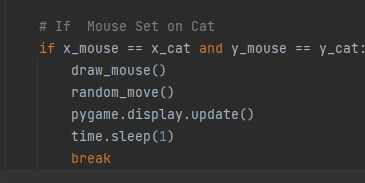 # If  Mouse Set on Cat
if x_mouse == x_cat and y_mouse == y_cat:
    draw_mouse()
    random_move()
    pygame.display.update()
    time.sleep(1)
    break